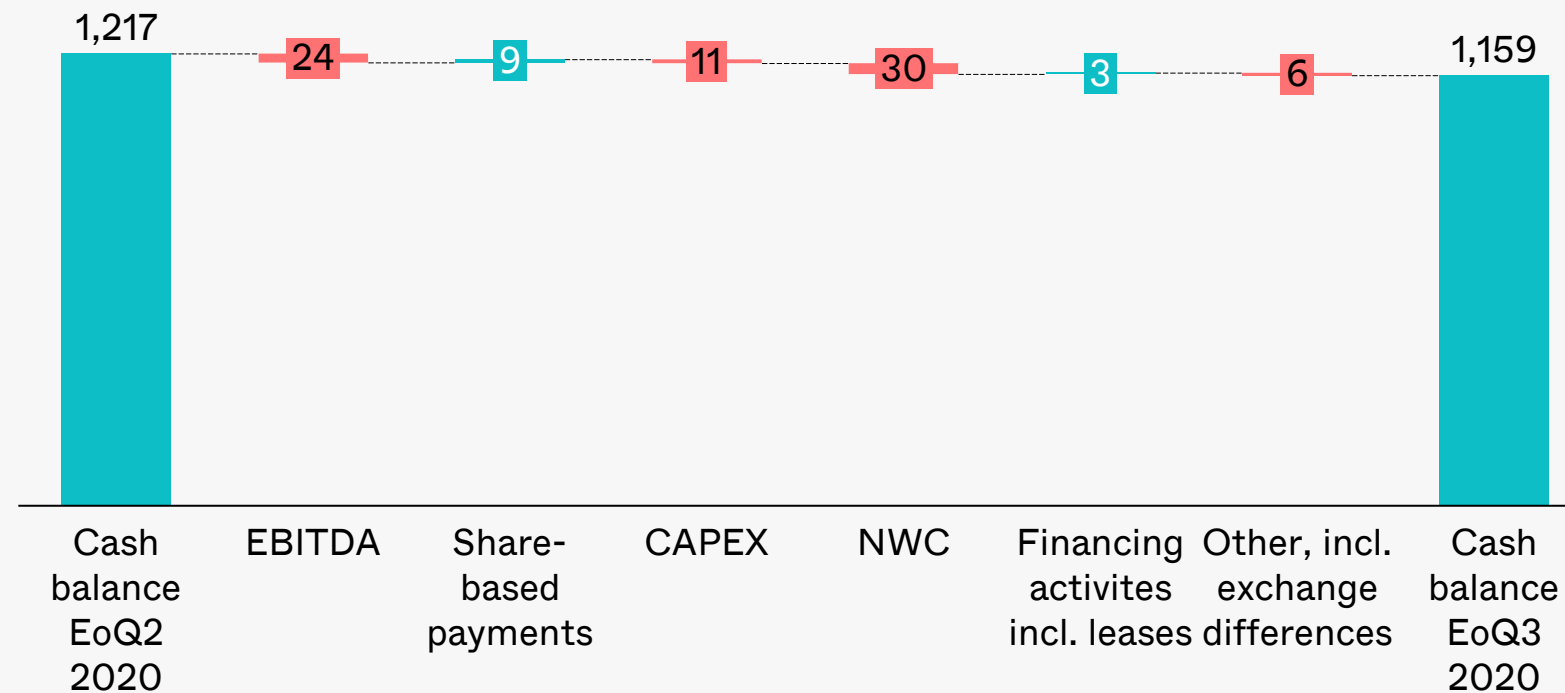 1,217
24
9
11
30
3
6
1,159
Cash
balance
EoQ2
2020
EBITDA
Share-
based
payments
CAPEX
NWC
Financing
activites
incl. leases
Other, incl.
exchange
differences
Cash
balance
EoQ3
2020